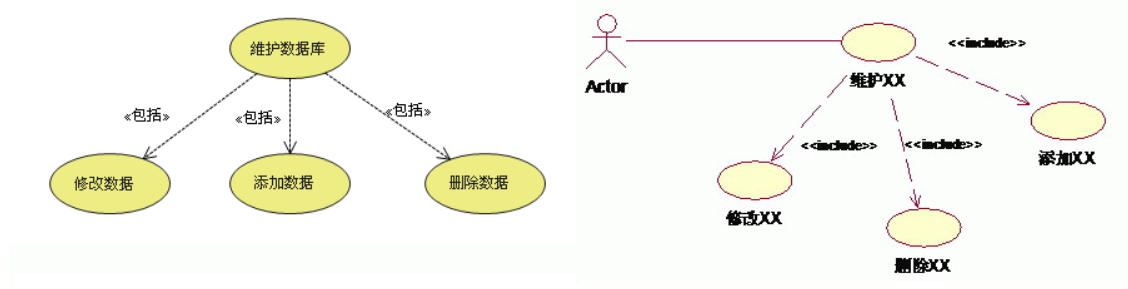 维护数据库
«包括»
«包括»
«包括»
修改数据
添加数据
删除数据
Actor
维护XX
<<include>>
<<include>>
<<include>>
添加XX
修改XX
删除XX